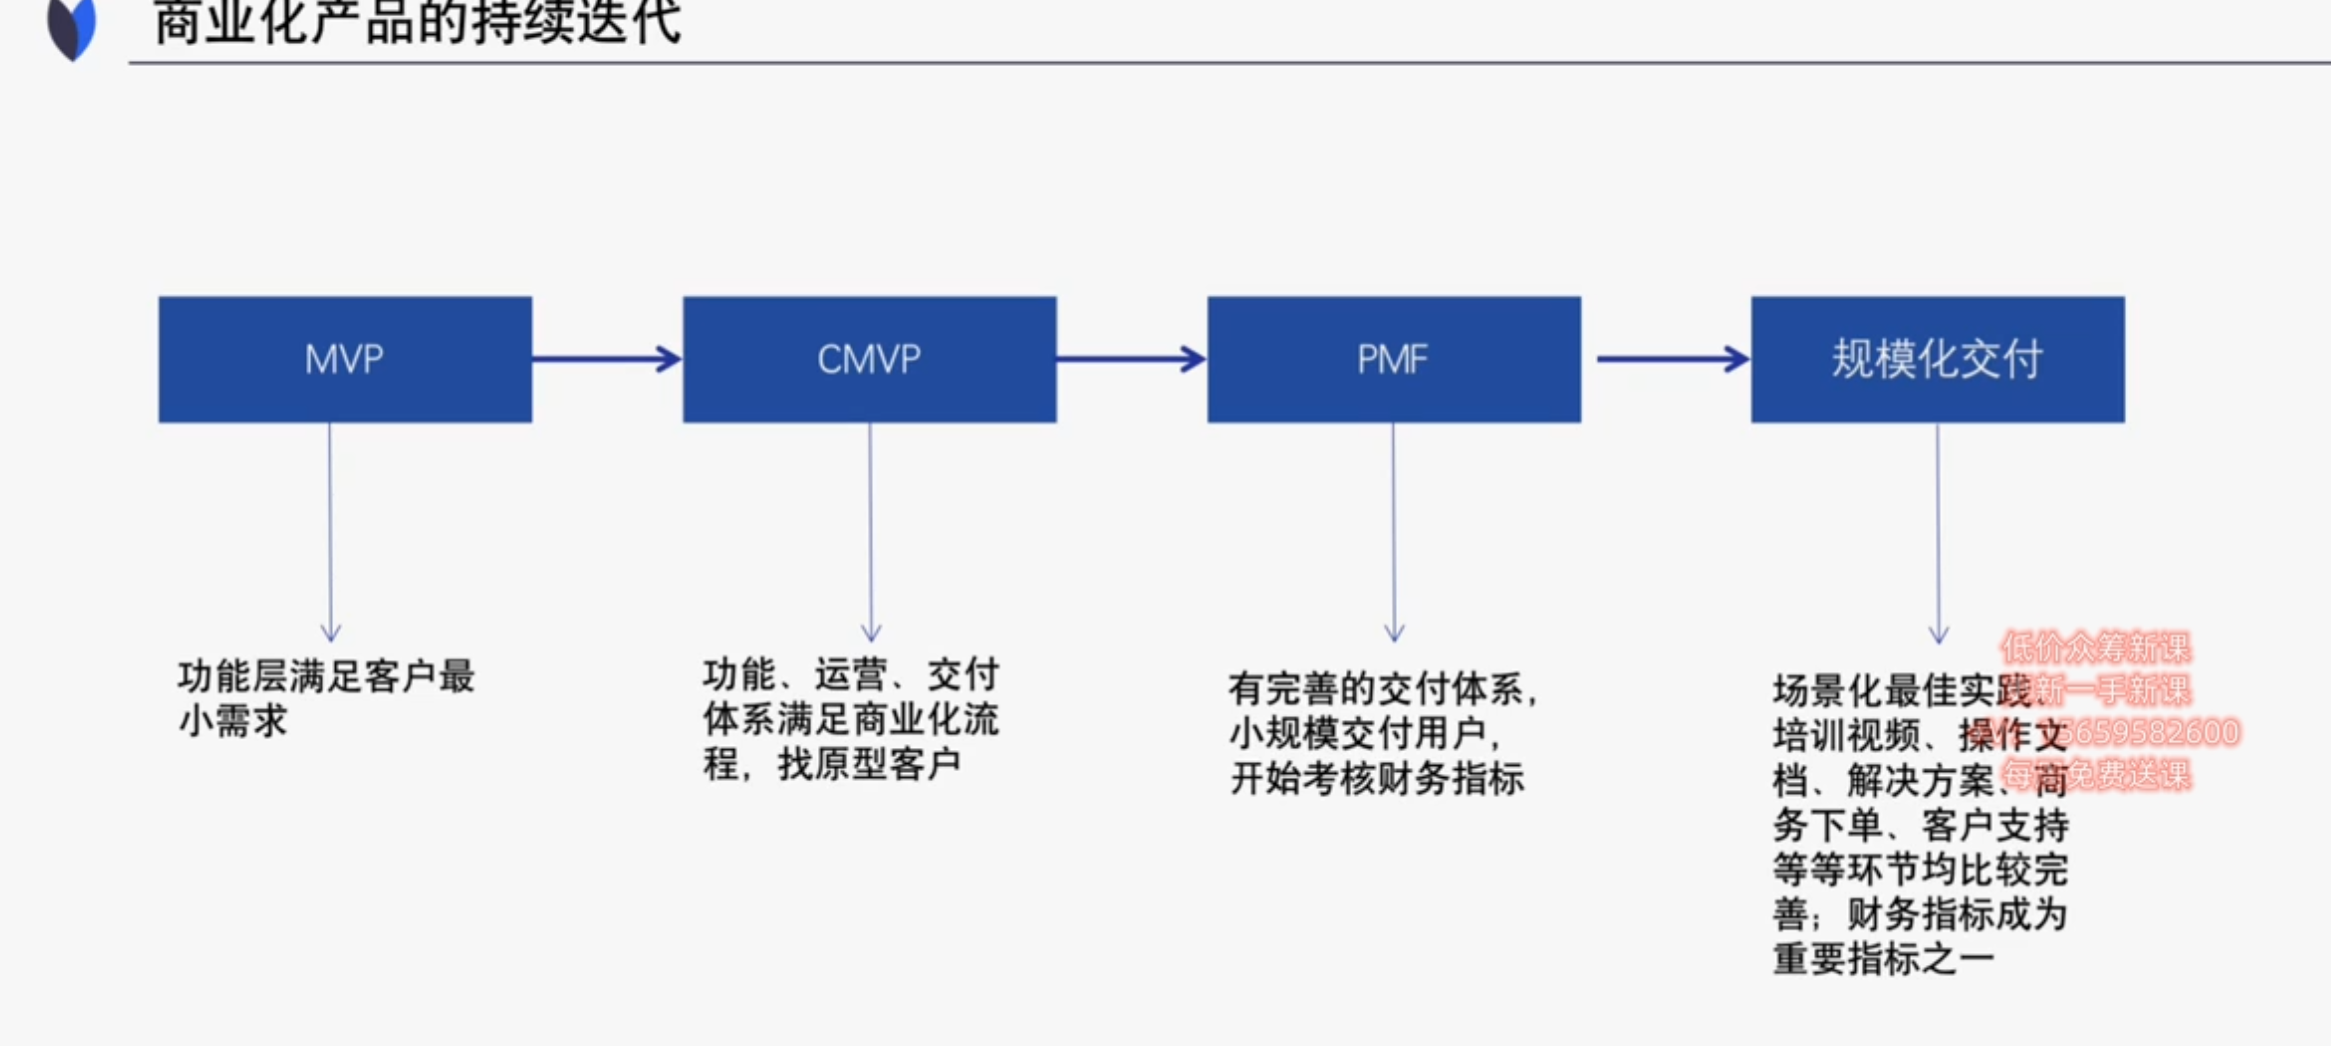 商业化产品的持续迭代
MVP
CMVP
PMF
规模化交付
功能层满足客户最
小需求
功能、运营、交付
体系满足商业化流
程，找原型客户
有完善的交付体系，
小规模交付用户，
开始考核财务指标
场景化最佳实践、
培训视频、操作文
档、解决方案、商
务下单、客户支持
等等环节均比较完
善；财务指标成为
重要指标之一
低价众筹新课
新一手新课
5659582600
每 免费送课